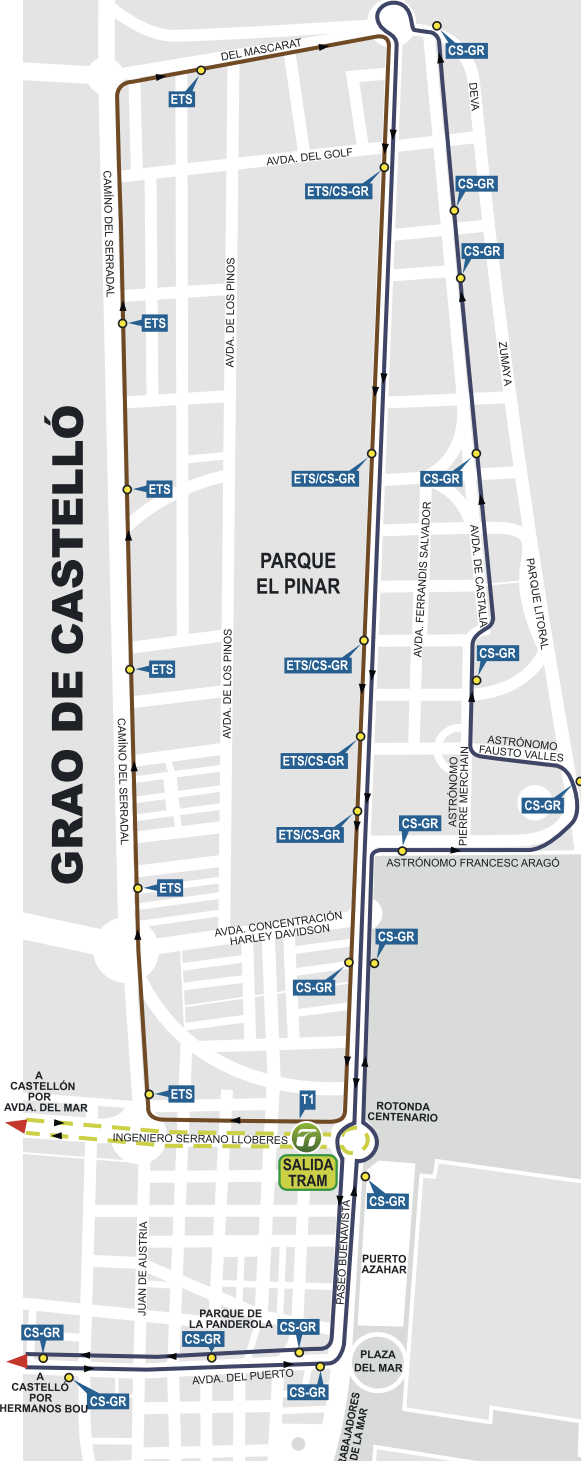 CS-GR
DEL MASCARAT
ETS
DEVA
AVDA. DEL GOLF
CS-GR
ETS/CS-GR
CAMÍNO DEL SERRADAL
CS-GR
AVDA. DE LOS PINOS
ETS
ZUMAYA
GRAO DE CASTELLÓ
ETS/CS-GR
CS-GR
ETS
AVDA. FERRANDIS SALVADOR
AVDA. DE CASTALIA
PARQUE
EL PINAR
PARQUE LITORAL
AVDA. DE LOS PINOS
ETS
ETS/CS-GR
CS-GR
CAMÍNO DEL SERRADAL
ETS/CS-GR
ASTRÓNOMO
FAUSTO VALLES
ASTRÓNOMO
PIERRE MERCHAIN
CS-GR
ETS/CS-GR
CS-GR
ASTRÓNOMO FRANCESC ARAGÓ
ETS
AVDA. CONCENTRACIÓN
HARLEY DAVIDSON
CS-GR
CS-GR
A
CASTELLÓN
POR
AVDA. DEL MAR
ETS
T1
ROTONDA
CENTENARIO
INGENIERO SERRANO LLOBERES
SALIDA
TRAM
CS-GR
JUAN DE AUSTRIA
PASEO BUENAVISTA
PUERTO
AZAHAR
PARQUE DE
LA PANDEROLA
CS-GR
CS-GR
CS-GR
PLAZA
DEL MAR
A
CASTELLÓ
POR
HERMANOS BOU
CS-GR
AVDA. DEL PUERTO
CS-GR
RABAJADORES
DE LA MAR